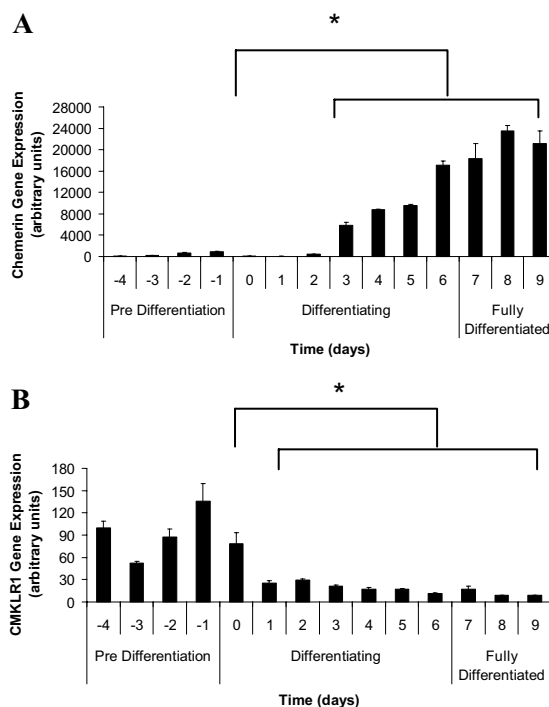 A
*
Chemerin Gene Expression
(arbitrary units)
28000
24000
20000
16000
12000
8000
4000
0
-4 -3 -2 -1 0 1 2 3 4 5 6 7 8 9
Pre Differentiation Differentiating Fully
Differentiated
Time (days)
B
*
CMKLR1 Gene Expression
(arbitrary units)
180
150
120
90
60
30
0
-4 -3 -2 -1 0 1 2 3 4 5 6 7 8 9
Pre Differentiation Differentiating Fully
Differentiated
Time (days)